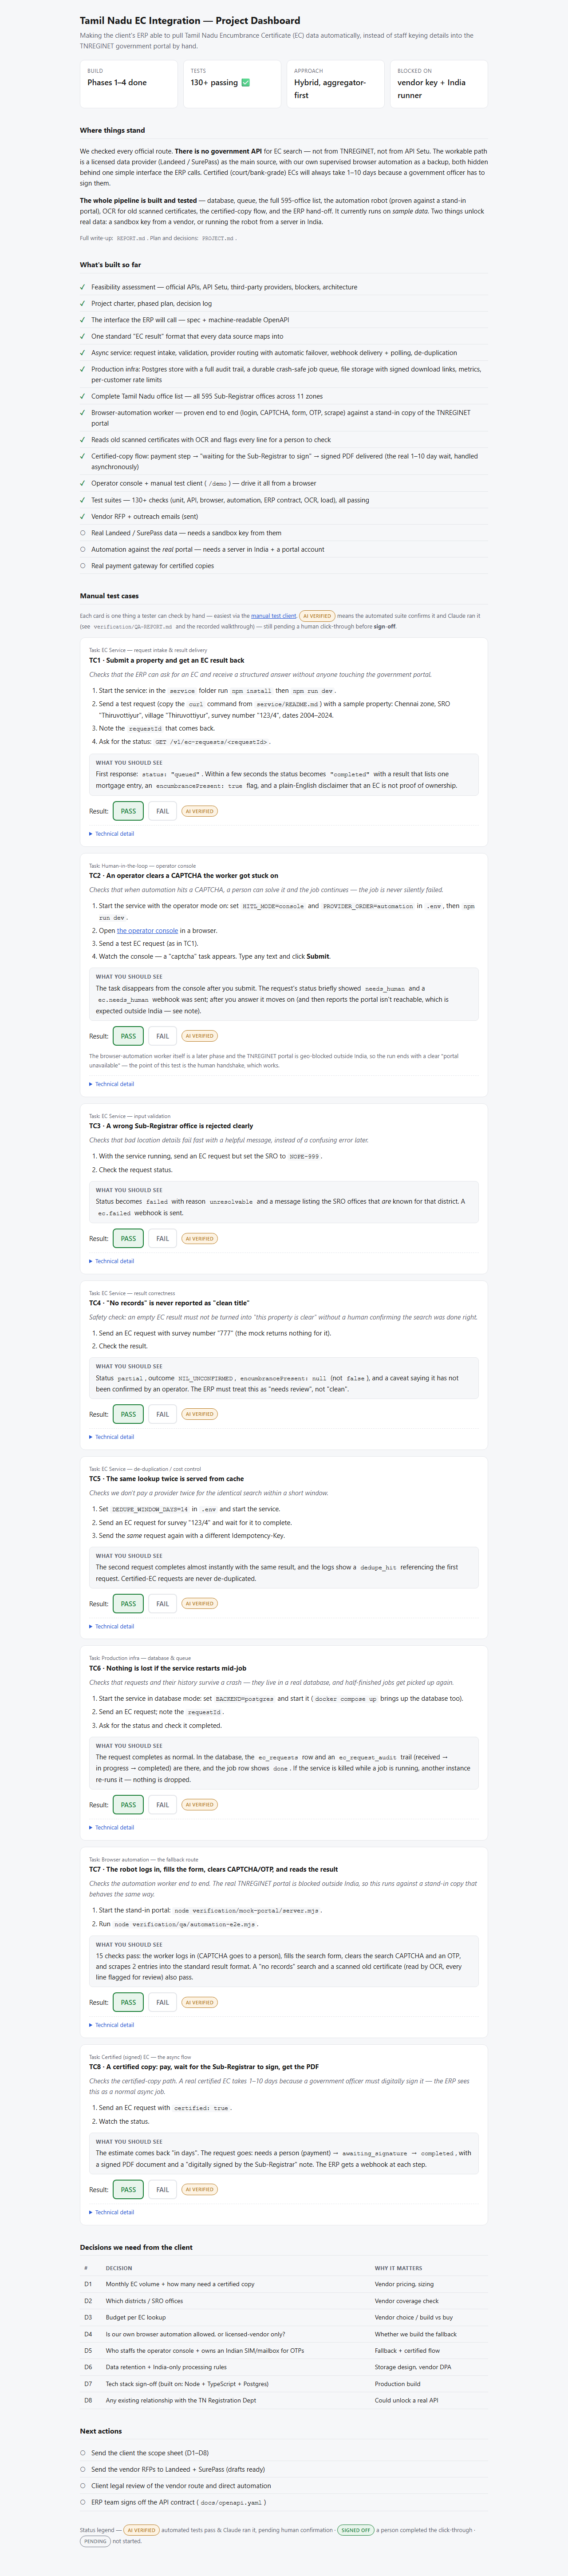 Tamil Nadu EC Integration — Project Dashboard
Making the client's ERP able to pull Tamil Nadu Encumbrance Certificate (EC) data automatically, instead of staff keying details into the
TNREGINET government portal by hand.
BUILD
Phases 1–4 done
TESTS
130+ passing ✅
APPROACH
Hybrid, aggregator-
first
BLOCKED ON
vendor key + India
runner
Where things stand
We checked every official route. There is no government API for EC search — not from TNREGINET, not from API Setu. The workable path
is a licensed data provider (Landeed / SurePass) as the main source, with our own supervised browser automation as a backup, both hidden
behind one simple interface the ERP calls. Certified (court/bank-grade) ECs will always take 1–10 days because a government officer has to
sign them.
The whole pipeline is built and tested — database, queue, the full 595-office list, the automation robot (proven against a stand-in
portal), OCR for old scanned certificates, the certified-copy flow, and the ERP hand-off. It currently runs on sample data. Two things unlock
real data: a sandbox key from a vendor, or running the robot from a server in India.
Full write-up: REPORT.md. Plan and decisions: PROJECT.md.
What's built so far
✓ Feasibility assessment — official APIs, API Setu, third-party providers, blockers, architecture
✓ Project charter, phased plan, decision log
✓ The interface the ERP will call — spec + machine-readable OpenAPI
✓ One standard "EC result" format that every data source maps into
✓ Async service: request intake, validation, provider routing with automatic failover, webhook delivery + polling, de-duplication
✓ Production infra: Postgres store with a full audit trail, a durable crash-safe job queue, file storage with signed download links, metrics,
per-customer rate limits
✓ Complete Tamil Nadu office list — all 595 Sub-Registrar offices across 11 zones
✓ Browser-automation worker — proven end to end (login, CAPTCHA, form, OTP, scrape) against a stand-in copy of the TNREGINET
portal
✓ Reads old scanned certificates with OCR and flags every line for a person to check
✓ Certified-copy flow: payment step → "waiting for the Sub-Registrar to sign" → signed PDF delivered (the real 1–10 day wait, handled
asynchronously)
✓ Operator console + manual test client ( /demo ) — drive it all from a browser
✓ Test suites — 130+ checks (unit, API, browser, automation, ERP contract, OCR, load), all passing
✓ Vendor RFP + outreach emails (sent)
○ Real Landeed / SurePass data — needs a sandbox key from them
○ Automation against the real portal — needs a server in India + a portal account
○ Real payment gateway for certified copies
Manual test cases
Each card is one thing a tester can check by hand — easiest via the manual test client. AI VERIFIED means the automated suite confirms it and Claude ran it
(see verification/QA-REPORT.md and the recorded walkthrough) — still pending a human click-through before sign-off.
Task: EC Service — request intake & result delivery
TC1 · Submit a property and get an EC result back
Checks that the ERP can ask for an EC and receive a structured answer without anyone touching the government portal.
1. Start the service: in the service folder run npm install then npm run dev.
2. Send a test request (copy the curl command from service/README.md) with a sample property: Chennai zone, SRO
"Thiruvottiyur", village "Thiruvottiyur", survey number "123/4", dates 2004–2024.
3. Note the requestId that comes back.
4. Ask for the status: GET /v1/ec-requests/<requestId>.
WHAT YOU SHOULD SEE
First response: status: "queued". Within a few seconds the status becomes "completed" with a result that lists one
mortgage entry, an encumbrancePresent: true flag, and a plain-English disclaimer that an EC is not proof of ownership.
Result: PASS FAIL AI VERIFIED
▶ Technical detail
Task: Human-in-the-loop — operator console
TC2 · An operator clears a CAPTCHA the worker got stuck on
Checks that when automation hits a CAPTCHA, a person can solve it and the job continues — the job is never silently failed.
1. Start the service with the operator mode on: set HITL_MODE=console and PROVIDER_ORDER=automation in .env, then npm
run dev.
2. Open the operator console in a browser.
3. Send a test EC request (as in TC1).
4. Watch the console — a "captcha" task appears. Type any text and click Submit.
WHAT YOU SHOULD SEE
The task disappears from the console after you submit. The request's status briefly showed needs_human and a
ec.needs_human webhook was sent; after you answer it moves on (and then reports the portal isn't reachable, which is
expected outside India — see note).
Result: PASS FAIL AI VERIFIED
The browser-automation worker itself is a later phase and the TNREGINET portal is geo-blocked outside India, so the run ends with a clear "portal
unavailable" — the point of this test is the human handshake, which works.
▶ Technical detail
Task: EC Service — input validation
TC3 · A wrong Sub-Registrar office is rejected clearly
Checks that bad location details fail fast with a helpful message, instead of a confusing error later.
1. With the service running, send an EC request but set the SRO to NOPE-999.
2. Check the request status.
WHAT YOU SHOULD SEE
Status becomes failed with reason unresolvable and a message listing the SRO offices that are known for that district. A
ec.failed webhook is sent.
Result: PASS FAIL AI VERIFIED
▶ Technical detail
Task: EC Service — result correctness
TC4 · "No records" is never reported as "clean title"
Safety check: an empty EC result must not be turned into "this property is clear" without a human confirming the search was done right.
1. Send an EC request with survey number "777" (the mock returns nothing for it).
2. Check the result.
WHAT YOU SHOULD SEE
Status partial, outcome NIL_UNCONFIRMED, encumbrancePresent: null (not false), and a caveat saying it has not
been confirmed by an operator. The ERP must treat this as "needs review", not "clean".
Result: PASS FAIL AI VERIFIED
▶ Technical detail
Task: EC Service — de-duplication / cost control
TC5 · The same lookup twice is served from cache
Checks we don't pay a provider twice for the identical search within a short window.
1. Set DEDUPE_WINDOW_DAYS=14 in .env and start the service.
2. Send an EC request for survey "123/4" and wait for it to complete.
3. Send the same request again with a different Idempotency-Key.
WHAT YOU SHOULD SEE
The second request completes almost instantly with the same result, and the logs show a dedupe_hit referencing the first
request. Certified-EC requests are never de-duplicated.
Result: PASS FAIL AI VERIFIED
▶ Technical detail
Task: Production infra — database & queue
TC6 · Nothing is lost if the service restarts mid-job
Checks that requests and their history survive a crash — they live in a real database, and half-finished jobs get picked up again.
1. Start the service in database mode: set BACKEND=postgres and start it ( docker compose up brings up the database too).
2. Send an EC request; note the requestId.
3. Ask for the status and check it completed.
WHAT YOU SHOULD SEE
The request completes as normal. In the database, the ec_requests row and an ec_request_audit trail (received →
in progress → completed) are there, and the job row shows done. If the service is killed while a job is running, another instance
re-runs it — nothing is dropped.
Result: PASS FAIL AI VERIFIED
▶ Technical detail
Task: Browser automation — the fallback route
TC7 · The robot logs in, fills the form, clears CAPTCHA/OTP, and reads the result
Checks the automation worker end to end. The real TNREGINET portal is blocked outside India, so this runs against a stand-in copy that
behaves the same way.
1. Start the stand-in portal: node verification/mock-portal/server.mjs.
2. Run node verification/qa/automation-e2e.mjs.
WHAT YOU SHOULD SEE
15 checks pass: the worker logs in (CAPTCHA goes to a person), fills the search form, clears the search CAPTCHA and an OTP,
and scrapes 2 entries into the standard result format. A "no records" search and a scanned old certificate (read by OCR, every
line flagged for review) also pass.
Result: PASS FAIL AI VERIFIED
▶ Technical detail
Task: Certified (signed) EC — the async flow
TC8 · A certified copy: pay, wait for the Sub-Registrar to sign, get the PDF
Checks the certified-copy path. A real certified EC takes 1–10 days because a government officer must digitally sign it — the ERP sees
this as a normal async job.
1. Send an EC request with certified: true.
2. Watch the status.
WHAT YOU SHOULD SEE
The estimate comes back "in days". The request goes: needs a person (payment) → awaiting_signature → completed, with
a signed PDF document and a "digitally signed by the Sub-Registrar" note. The ERP gets a webhook at each step.
Result: PASS FAIL AI VERIFIED
▶ Technical detail
Decisions we need from the client
# DECISION WHY IT MATTERS
D1 Monthly EC volume + how many need a certified copy Vendor pricing, sizing
D2 Which districts / SRO offices Vendor coverage check
D3 Budget per EC lookup Vendor choice / build vs buy
D4 Is our own browser automation allowed, or licensed-vendor only? Whether we build the fallback
D5 Who staffs the operator console + owns an Indian SIM/mailbox for OTPs Fallback + certified flow
D6 Data retention + India-only processing rules Storage design, vendor DPA
D7 Tech stack sign-off (built on: Node + TypeScript + Postgres) Production build
D8 Any existing relationship with the TN Registration Dept Could unlock a real API
Next actions
○ Send the client the scope sheet (D1–D8)
○ Send the vendor RFPs to Landeed + SurePass (drafts ready)
○ Client legal review of the vendor route and direct automation
○ ERP team signs off the API contract ( docs/openapi.yaml )
Status legend — AI VERIFIED automated tests pass & Claude ran it, pending human confirmation · SIGNED OFF a person completed the click-through ·
PENDING not started.